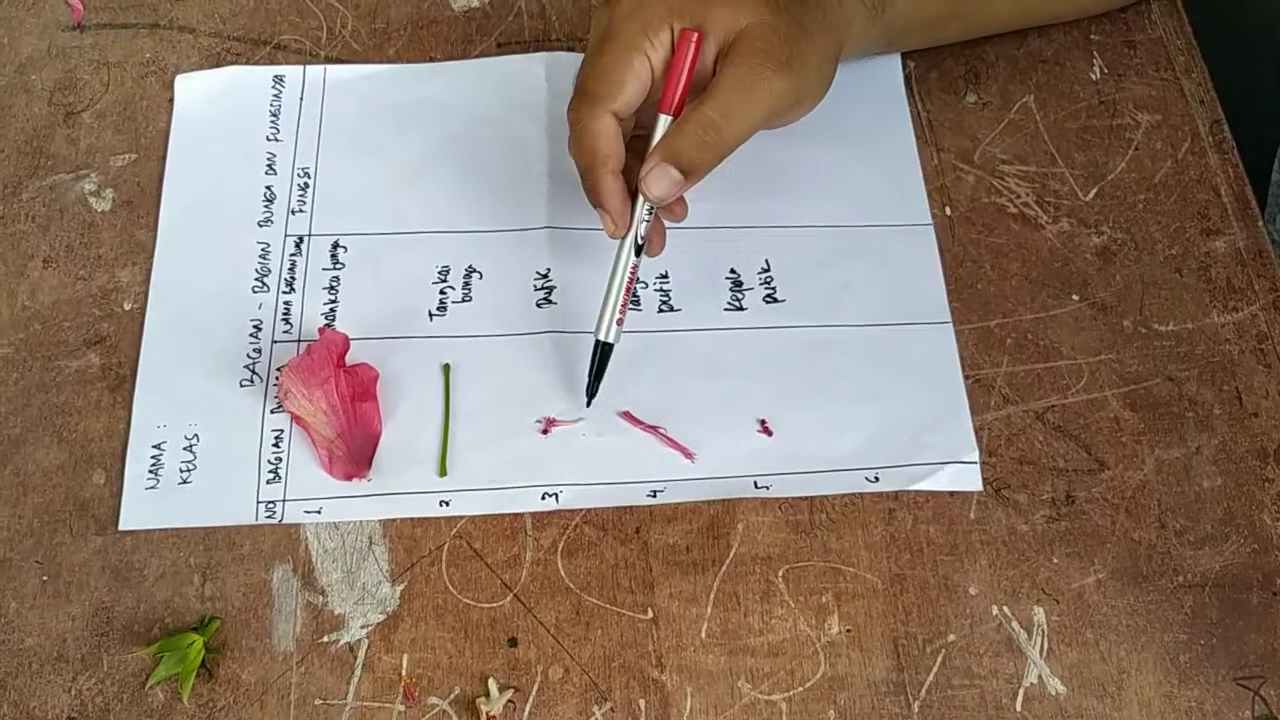 NAMA :
KELAS :
BAGIAN - BAGIAN BUNGA DAN FUNGSINYA
NO BAGIAN NAMA BAGIAN BUNGA FUNGSI
1. mahkota bunga
2. Tangkai
bunga
3. Putik
4.
putik
5. Kepala
putik
6.
SNOWMAN